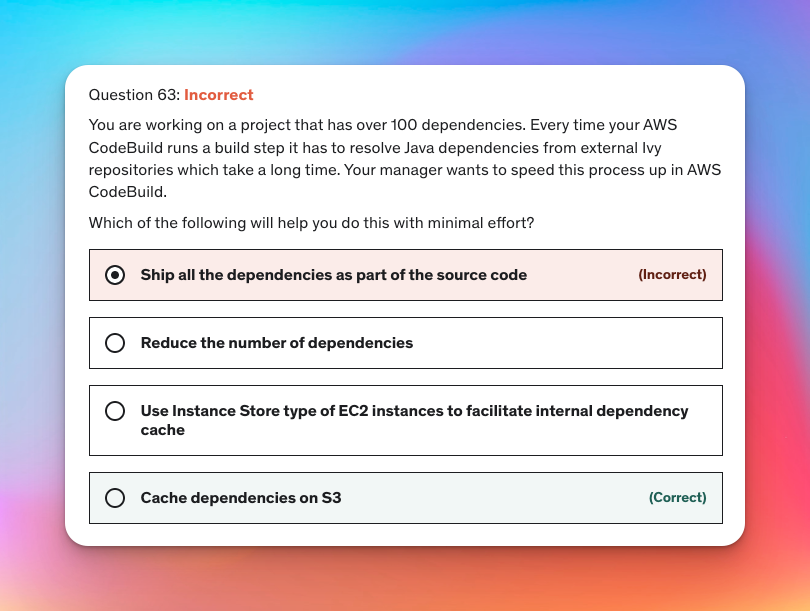 Question 63: Incorrect
You are working on a project that has over 100 dependencies. Every time your AWS
CodeBuild runs a build step it has to resolve Java dependencies from external Ivy
repositories which take a long time. Your manager wants to speed this process up in AWS
CodeBuild.
Which of the following will help you do this with minimal effort?
Ship all the dependencies as part of the source code (Incorrect)
Reduce the number of dependencies
Use Instance Store type of EC2 instances to facilitate internal dependency
cache
Cache dependencies on S3 (Correct)